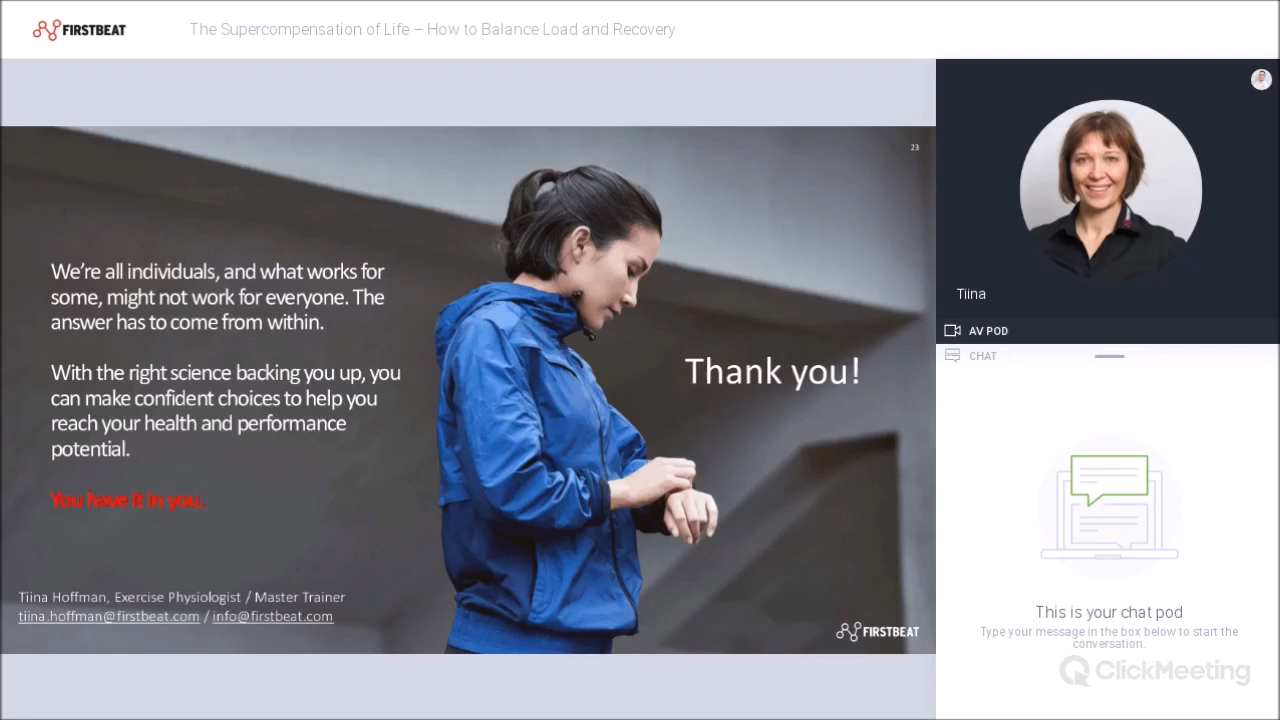 FIRSTBEAT
The Supercompensation of Life – How to Balance Load and Recovery
23
We're all individuals, and what works for
some, might not work for everyone. The
answer has to come from within.
With the right science backing you up, you
can make confident choices to help you
reach your health and performance
potential.
You have it in you.
Thank you!
Tiina Hoffman, Exercise Physiologist / Master Trainer
tiina.hoffman@firstbeat.com / info@firstbeat.com
FIRSTBEAT
Tiina
AV POD
CHAT
This is your chat pod
Type your message in the box below to start the
conversation.
ClickMeeting